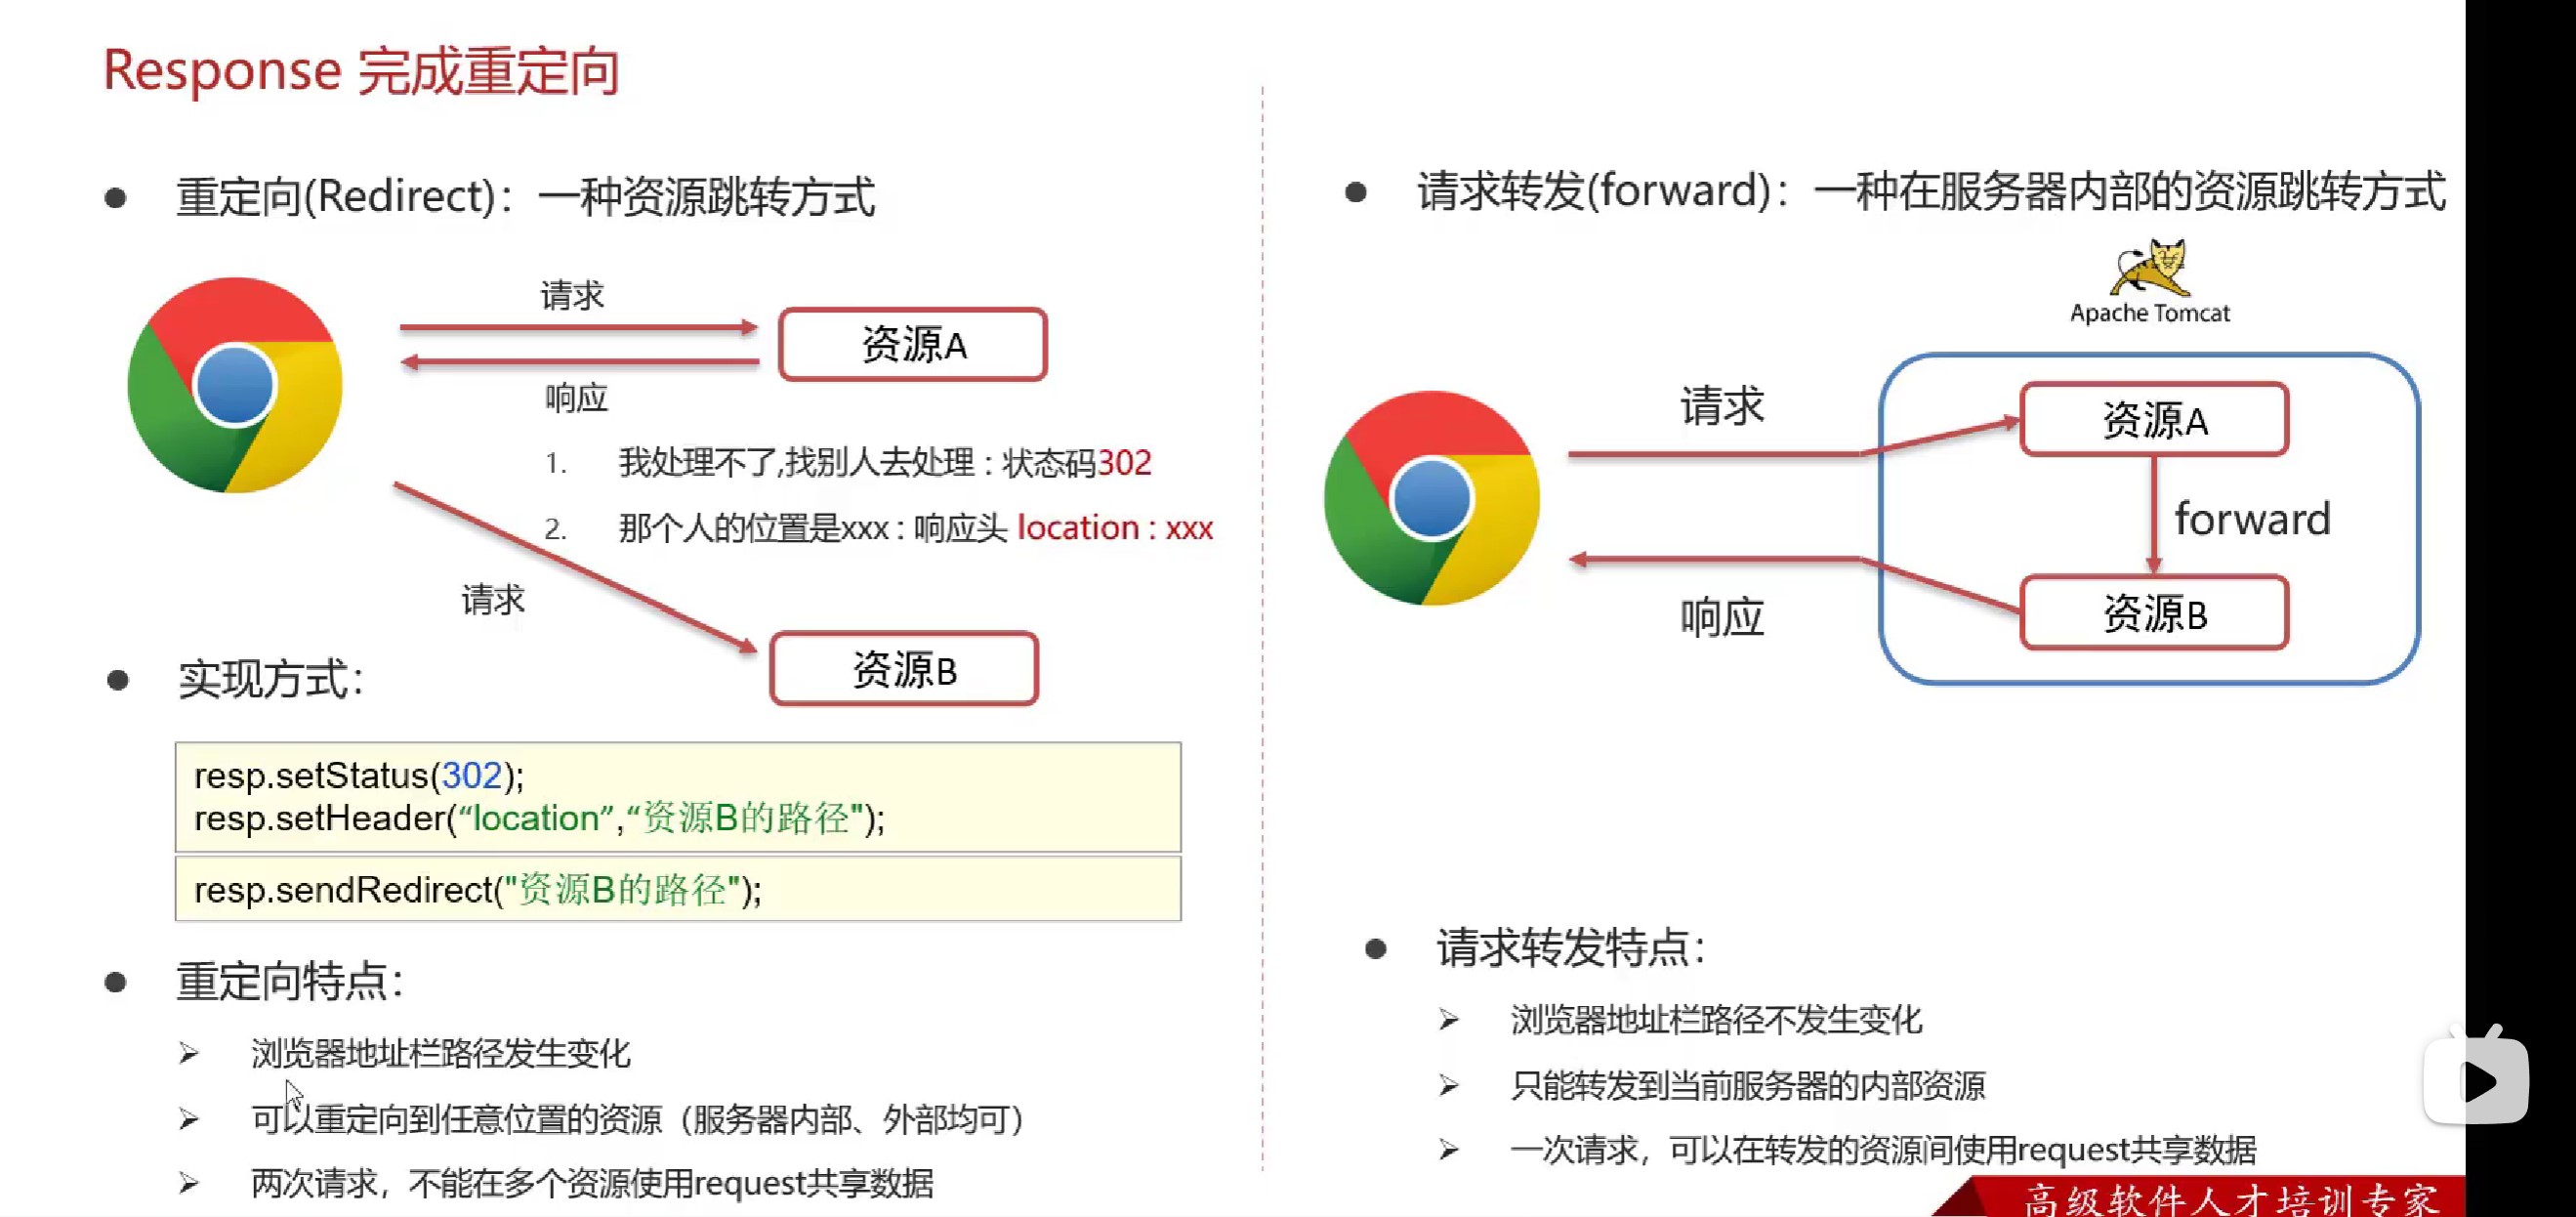 Response 完成重定向
重定向(Redirect)：一种资源跳转方式
请求
资源A
响应
1. 我处理不了,找别人去处理：状态码302
2. 那个人的位置是xxx：响应头 location : xxx
请求
资源B
实现方式：
resp.setStatus(302);
resp.setHeader(“location”,“资源B的路径");
resp.sendRedirect("资源B的路径");
重定向特点：
浏览器地址栏路径发生变化
可以重定向到任意位置的资源（服务器内部、外部均可）
两次请求，不能在多个资源使用request共享数据
请求转发(forward)：一种在服务器内部的资源跳转方式
Apache Tomcat
请求
资源A
forward
资源B
响应
请求转发特点：
浏览器地址栏路径不发生变化
只能转发到当前服务器的内部资源
一次请求，可以在转发的资源间使用request共享数据
高级软件人才培训专家